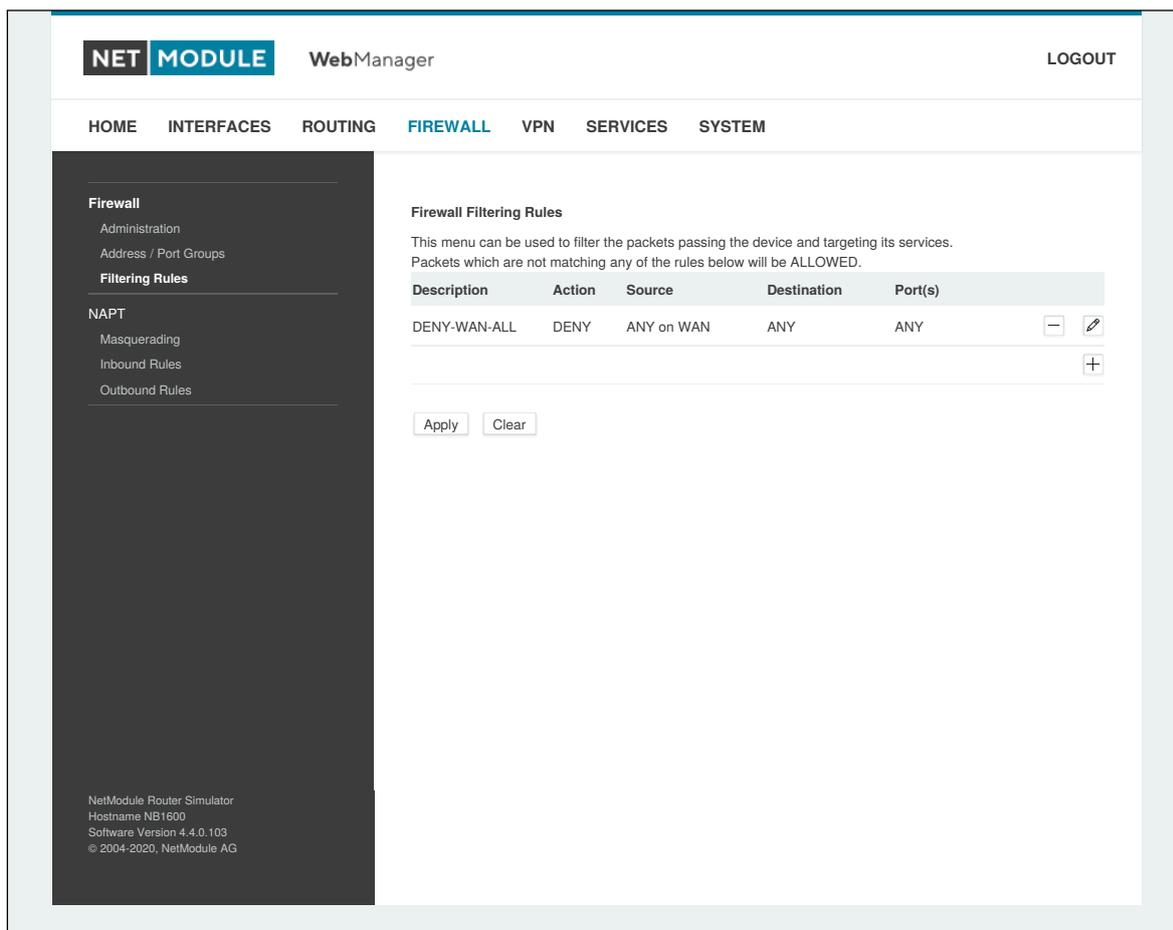 NET MODULE WebManager LOGOUT
HOME INTERFACES ROUTING FIREWALL VPN SERVICES SYSTEM
Firewall
Administration
Address / Port Groups
Filtering Rules
NAPT
Masquerading
Inbound Rules
Outbound Rules
Firewall Filtering Rules
This menu can be used to filter the packets passing the device and targeting its services.
Packets which are not matching any of the rules below will be ALLOWED.
Description Action Source Destination Port(s)
DENY-WAN-ALL DENY ANY on WAN ANY ANY
Apply Clear
NetModule Router Simulator
Hostname NB1600
Software Version 4.4.0.103
© 2004-2020, NetModule AG